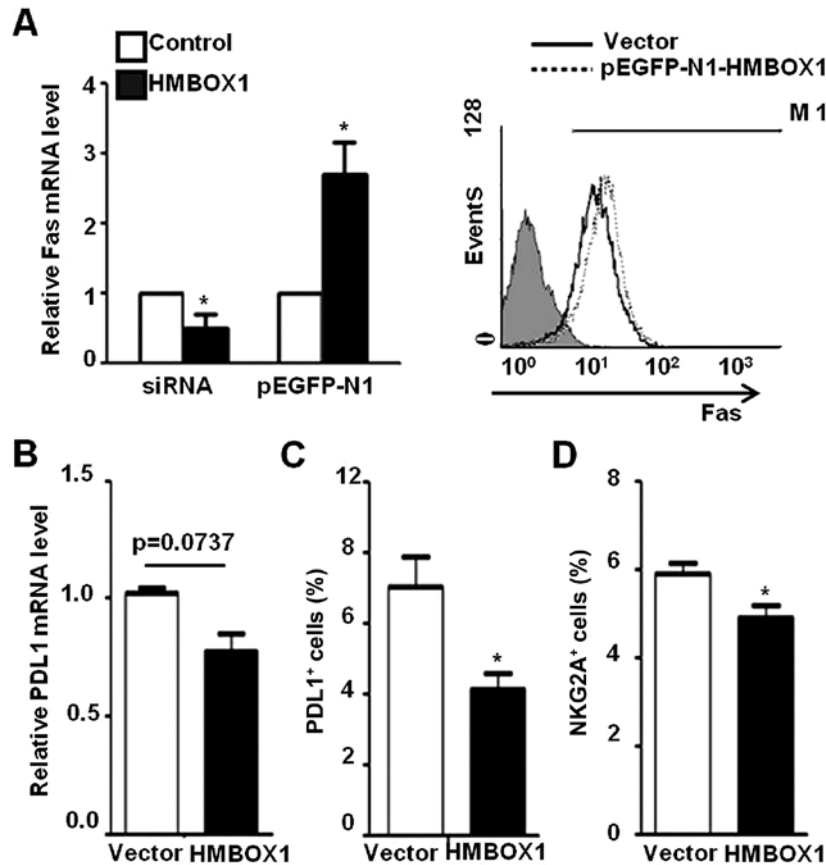 A
Control
HMBOX1
Relative Fas mRNA level
4
3
2
1
0
*
*
siRNA
pEGFP-N1
Vector
pEGFP-N1-HMBOX1
M 1
Events
128
0
10⁰ 10¹ 10² 10³
Fas
B
Relative PDL1 mRNA level
1.5
1.0
0.5
0.0
p=0.0737
Vector HMBOX1
C
PDL1⁺ cells (%)
12
8
6
4
2
0
*
Vector HMBOX1
D
NKG2A⁺ cells (%)
8
6
4
2
0
*
Vector HMBOX1